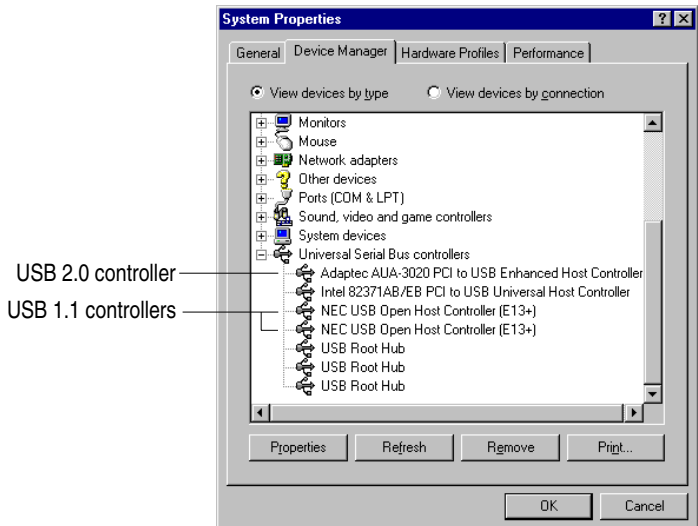 System Properties
General Device Manager Hardware Profiles Performance
View devices by type View devices by connection
Monitors
Mouse
Network adapters
Other devices
Ports (COM & LPT)
Sound, video and game controllers
System devices
Universal Serial Bus controllers
USB 2.0 controller Adaptec AUA-3020 PCI to USB Enhanced Host Controller
Intel 82371AB/EB PCI to USB Universal Host Controller
USB 1.1 controllers NEC USB Open Host Controller (E13+)
NEC USB Open Host Controller (E13+)
USB Root Hub
USB Root Hub
USB Root Hub
Properties Refresh Remove Print...
OK Cancel